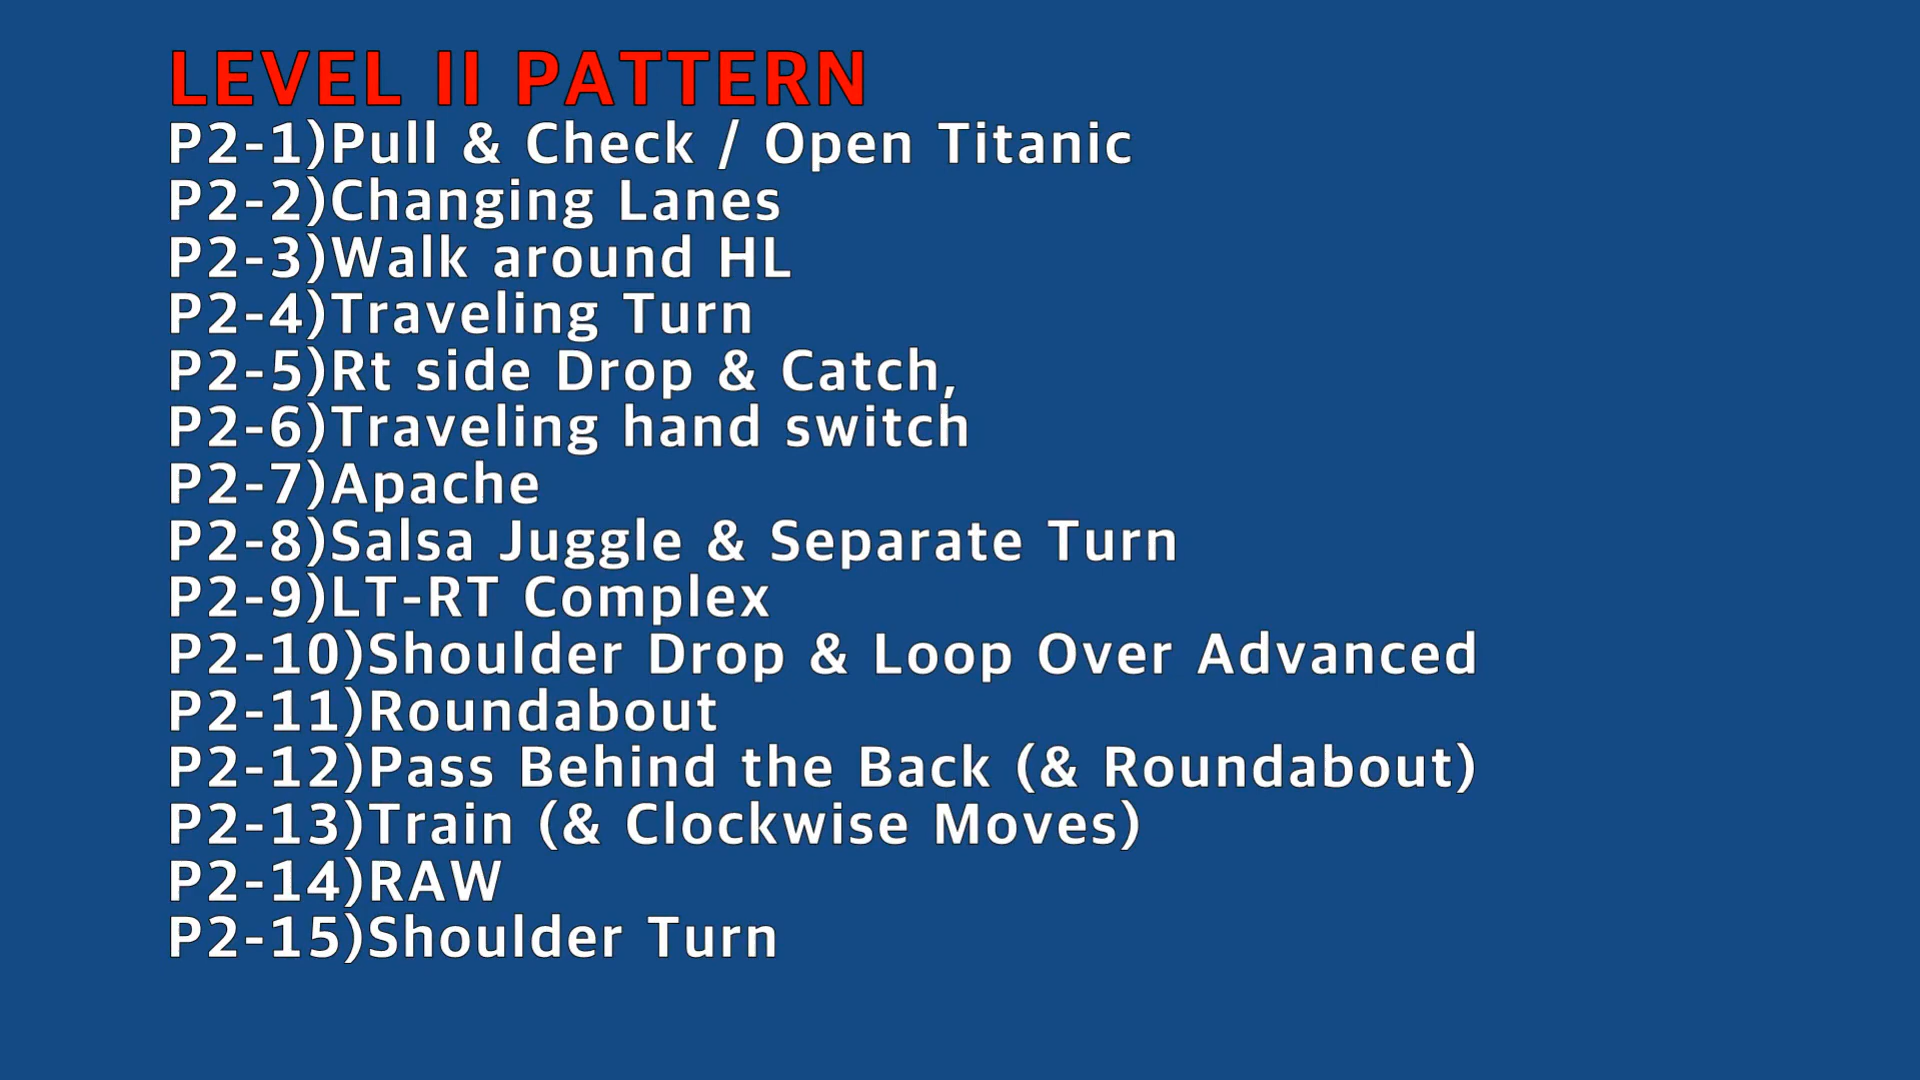 LEVEL II PATTERN
P2-1)Pull & Check / Open Titanic
P2-2)Changing Lanes
P2-3)Walk around HL
P2-4)Traveling Turn
P2-5)Rt side Drop & Catch,
P2-6)Traveling hand switch
P2-7)Apache
P2-8)Salsa Juggle & Separate Turn
P2-9)LT-RT Complex
P2-10)Shoulder Drop & Loop Over Advanced
P2-11)Roundabout
P2-12)Pass Behind the Back (& Roundabout)
P2-13)Train (& Clockwise Moves)
P2-14)RAW
P2-15)Shoulder Turn